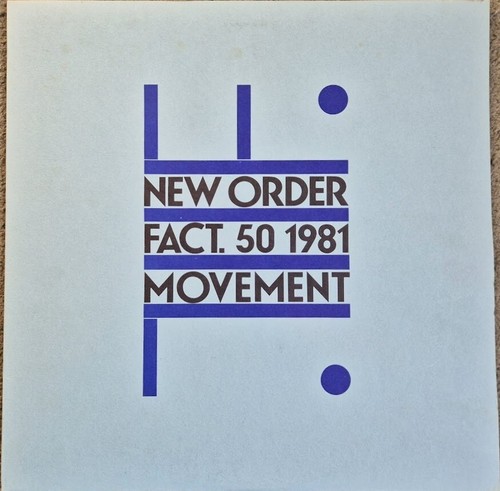 NEW ORDER
FACT. 50 1981
MOVEMENT